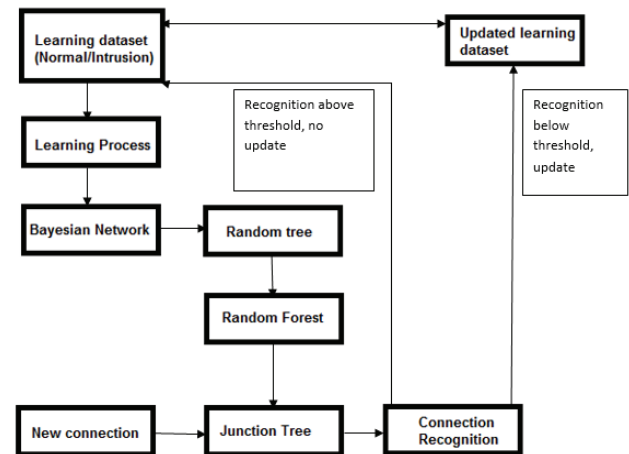 Learning dataset
(Normal/Intrusion)
Updated learning
dataset
Recognition above
threshold, no
update
Recognition
below
threshold,
update
Learning Process
Bayesian Network
Random tree
Random Forest
New connection
Junction Tree
Connection
Recognition